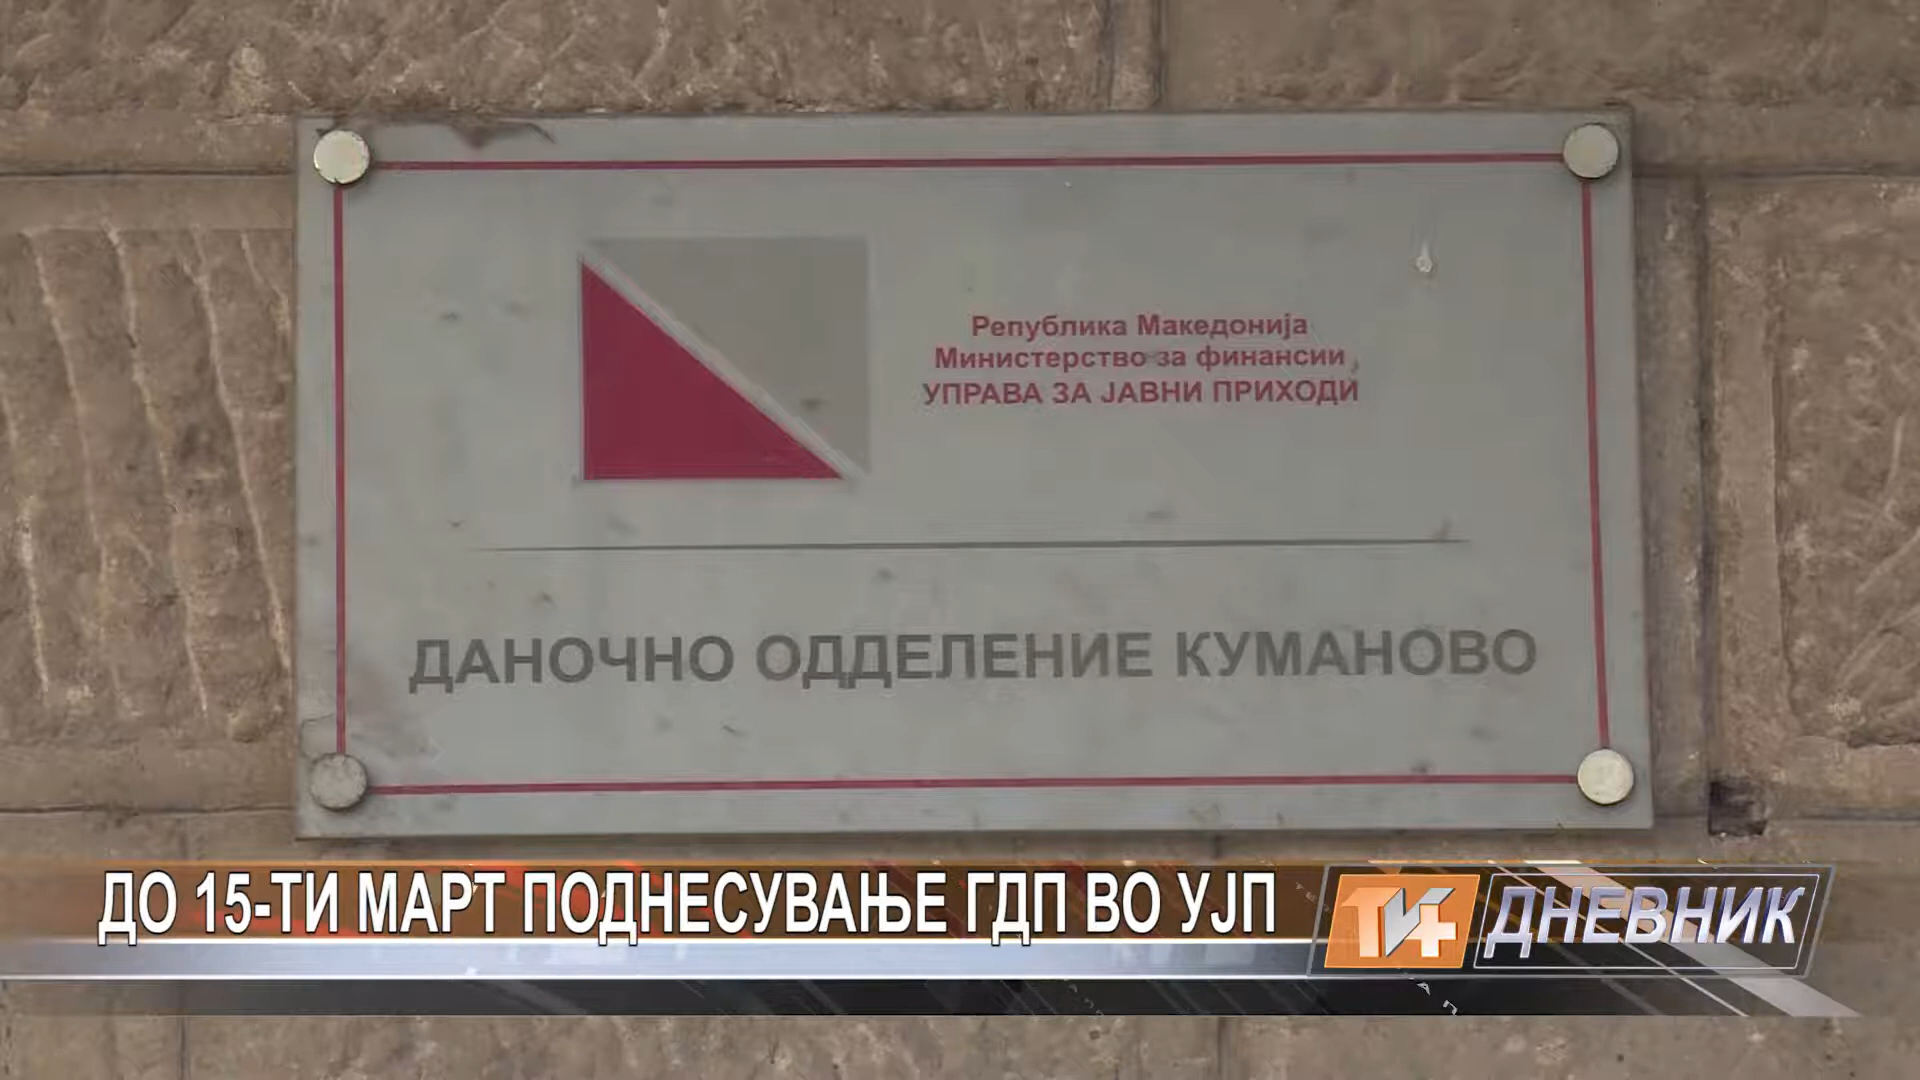 Република Македонија
Министерство за финансии
УПРАВА ЗА ЈАВНИ ПРИХОДИ
ДАНОЧНО ОДДЕЛЕНИЕ КУМАНОВО
ДО 15-ТИ МАРТ ПОДНЕСУВАЊЕ ГДП ВО УЈП
ДНЕВНИК